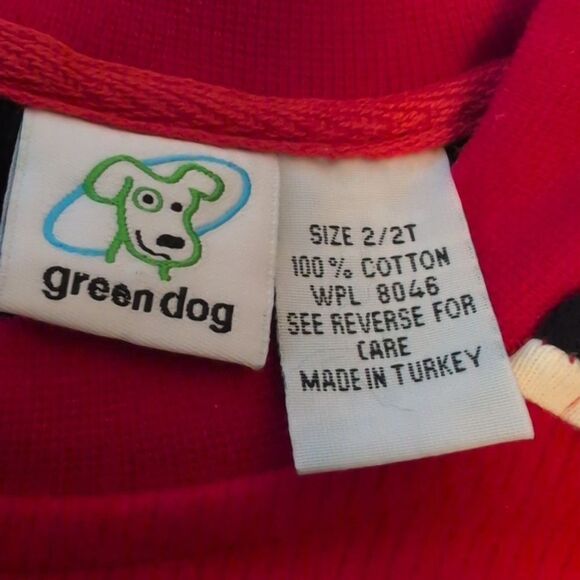 green dog
SIZE 2/2T
100% COTTON
WPL 8046
SEE REVERSE FOR
CARE
MADE IN TURKEY